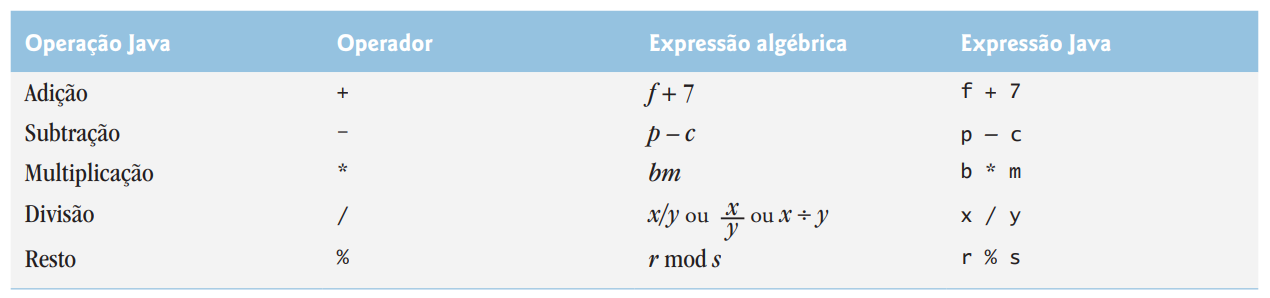 Operação Java Operador Expressão algébrica Expressão Java
Adição + f + 7 f + 7
Subtração – p – c p – c
Multiplicação * bm b * m
Divisão / x/y ou x/y ou x ÷ y x / y
Resto % r mod s r % s